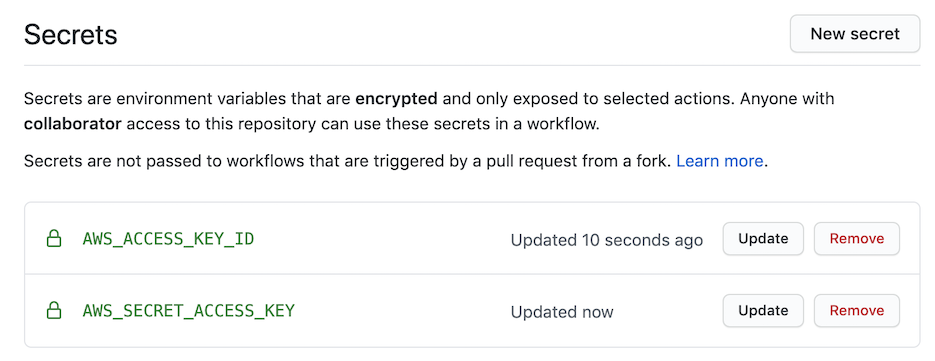 Secrets
New secret
Secrets are environment variables that are encrypted and only exposed to selected actions. Anyone with
collaborator access to this repository can use these secrets in a workflow.
Secrets are not passed to workflows that are triggered by a pull request from a fork. Learn more.
AWS_ACCESS_KEY_ID Updated 10 seconds ago Update Remove
AWS_SECRET_ACCESS_KEY Updated now Update Remove